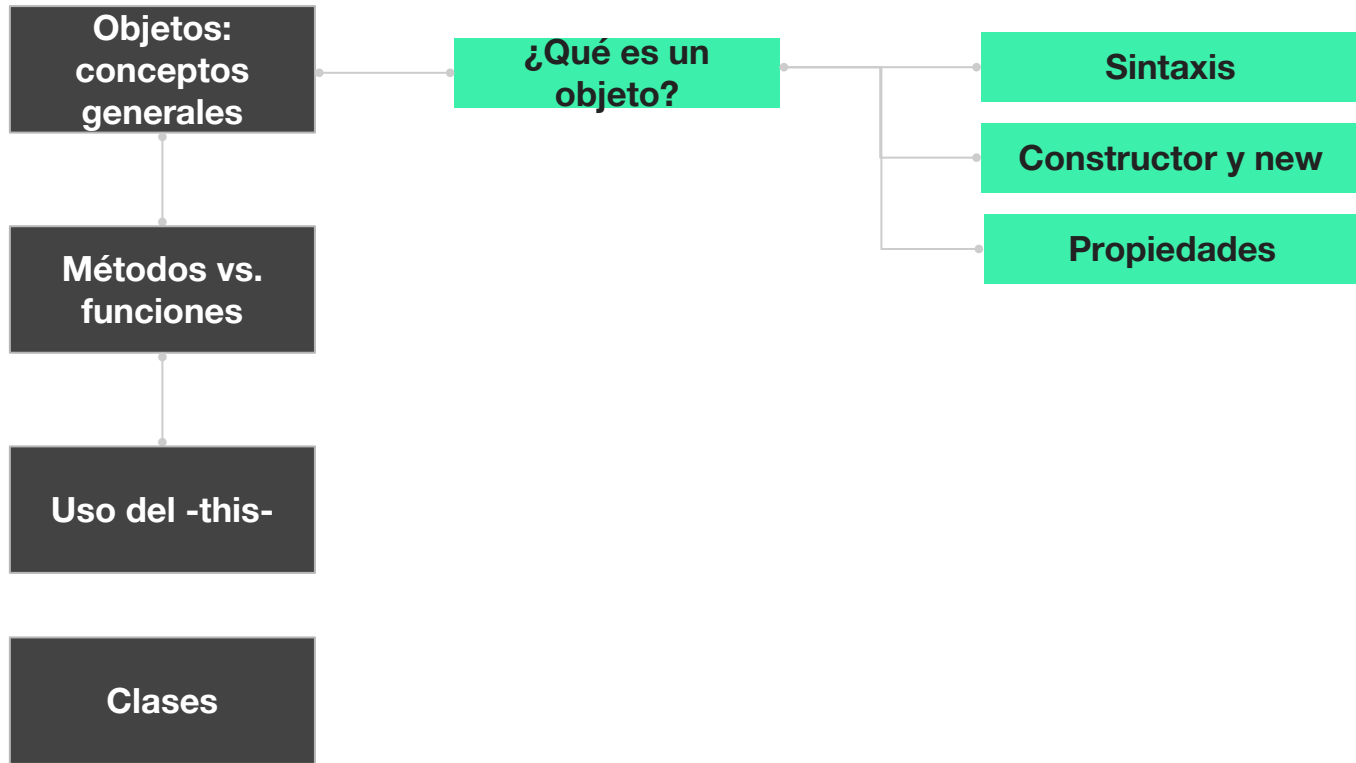 Objetos:
conceptos
generales
¿Qué es un
objeto?
Sintaxis
Constructor y new
Propiedades
Métodos vs.
funciones
Uso del -this-
Clases